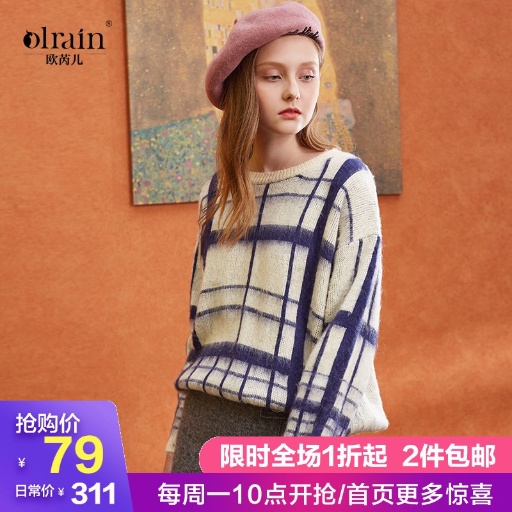 Olrain®
欧芮儿
抢购价
¥79
日常价¥311
限时全场1折起 2件包邮
每周一10点开抢/首页更多惊喜